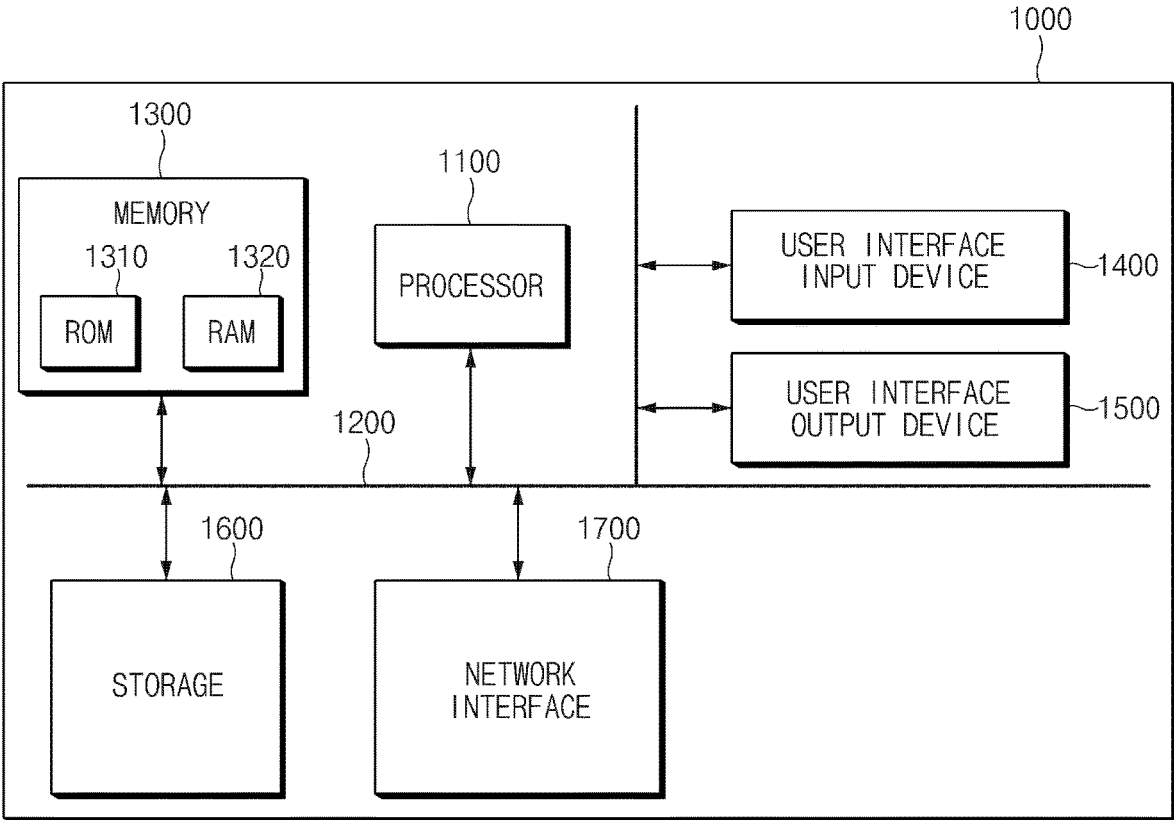 1000
1300
MEMORY
1310
1320
ROM
RAM
1100
PROCESSOR
USER INTERFACE
INPUT DEVICE
1400
USER INTERFACE
OUTPUT DEVICE
1500
1200
1600
STORAGE
1700
NETWORK
INTERFACE